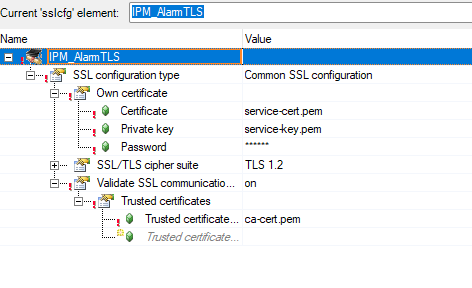 Current 'sslcfg' element: IPM_AlarmTLS
Name Value
IPM_AlarmTLS
SSL configuration type Common SSL configuration
Own certificate
Certificate service-cert.pem
Private key service-key.pem
Password ******
SSL/TLS cipher suite TLS 1.2
Validate SSL communicatio... on
Trusted certificates
Trusted certificate... ca-cert.pem
Trusted certificate...